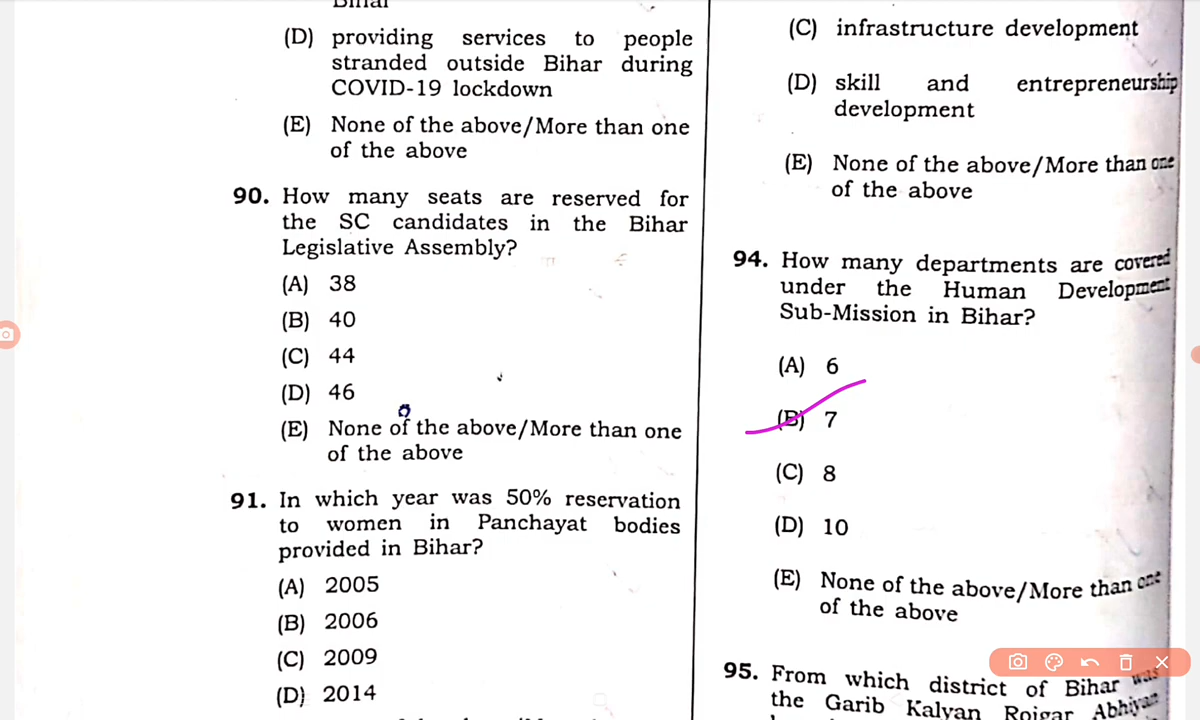 Bihar
(D) providing services to people
stranded outside Bihar during
COVID-19 lockdown
(E) None of the above/More than one
of the above
90. How many seats are reserved for
the SC candidates in the Bihar
Legislative Assembly?
(A) 38
(B) 40
(C) 44
(D) 46
(E) None of the above/More than one
of the above
91. In which year was 50% reservation
to women in Panchayat bodies
provided in Bihar?
(A) 2005
(B) 2006
(C) 2009
(D) 2014
(C) infrastructure development
(D) skill and entrepreneurship
development
(E) None of the above/More than one
of the above
94. How many departments are covered
under the Human Development
Sub-Mission in Bihar?
(A) 6
(B) 7
(C) 8
(D) 10
(E) None of the above/More than one
of the above
95. From which district of Bihar was
the Garib Kalyan Rojgar Abhiyan